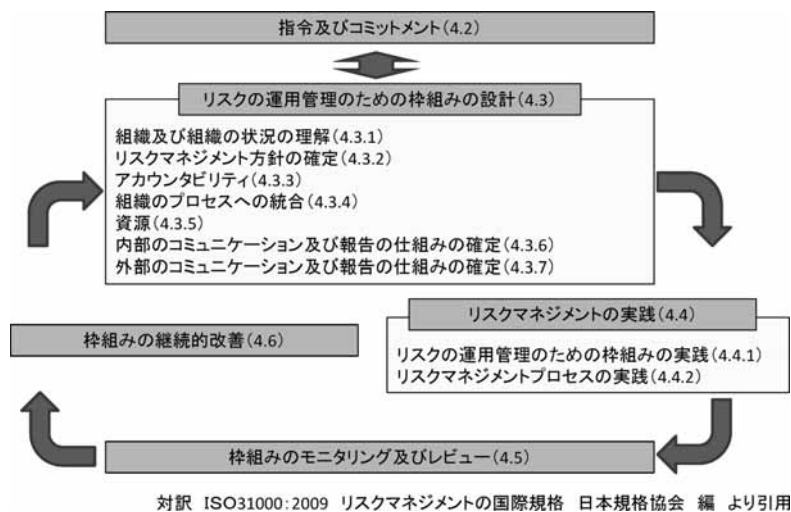 指令及びコミットメント(4.2)
リスクの運用管理のための枠組みの設計(4.3)
組織及び組織の状況の理解(4.3.1)
リスクマネジメント方針の確定(4.3.2)
アカウンタビリティ(4.3.3)
組織のプロセスへの統合(4.3.4)
資源(4.3.5)
内部のコミュニケーション及び報告の仕組みの確定(4.3.6)
外部のコミュニケーション及び報告の仕組みの確定(4.3.7)
リスクマネジメントの実践(4.4)
リスクの運用管理のための枠組みの実践(4.4.1)
リスクマネジメントプロセスの実践(4.4.2)
枠組みの継続的改善(4.6)
枠組みのモニタリング及びレビュー(4.5)
対訳 ISO31000:2009 リスクマネジメントの国際規格 日本規格協会 編 より引用